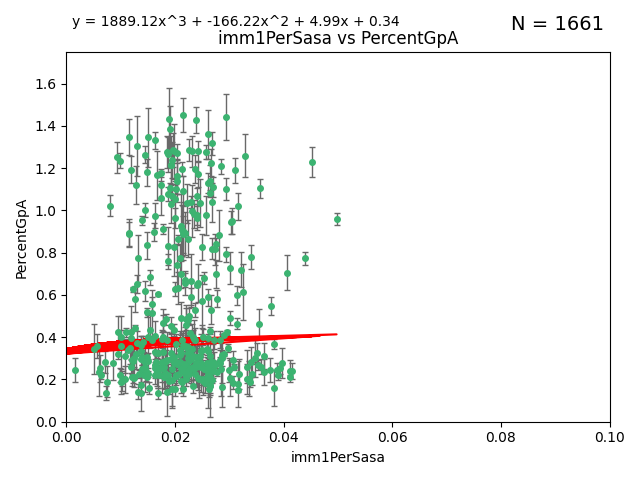 y = 1889.12x^3 + -166.22x^2 + 4.99x + 0.34
N = 1661
imm1PerSasa vs PercentGpA
PercentGpA
1.6
1.4
1.2
1.0
0.8
0.6
0.4
0.2
0.0
0.00 0.02 0.04 0.06 0.08 0.10
imm1PerSasa